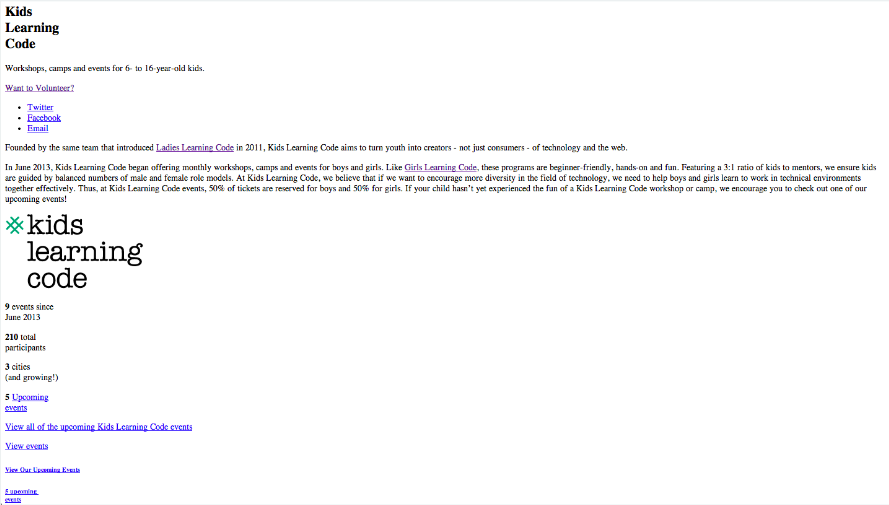 Kids
Learning
Code
Workshops, camps and events for 6- to 16-year-old kids.
Want to Volunteer?
• Twitter
• Facebook
• Email
Founded by the same team that introduced Ladies Learning Code in 2011, Kids Learning Code aims to turn youth into creators - not just consumers - of technology and the web.
In June 2013, Kids Learning Code began offering monthly workshops, camps and events for boys and girls. Like Girls Learning Code, these programs are beginner-friendly, hands-on and fun. Featuring a 3:1 ratio of kids to mentors, we ensure kids
are guided by balanced numbers of male and female role models. At Kids Learning Code, we believe that if we want to encourage more diversity in the field of technology, we need to help boys and girls learn to work in technical environments
together effectively. Thus, at Kids Learning Code events, 50% of tickets are reserved for boys and 50% for girls. If your child hasn't yet experienced the fun of a Kids Learning Code workshop or camp, we encourage you to check out one of our
upcoming events!
kids
learning
code
9 events since
June 2013
210 total
participants
3 cities
(and growing!)
5 Upcoming
events
View all of the upcoming Kids Learning Code events
View events
View Our Upcoming Events
5 upcoming
events